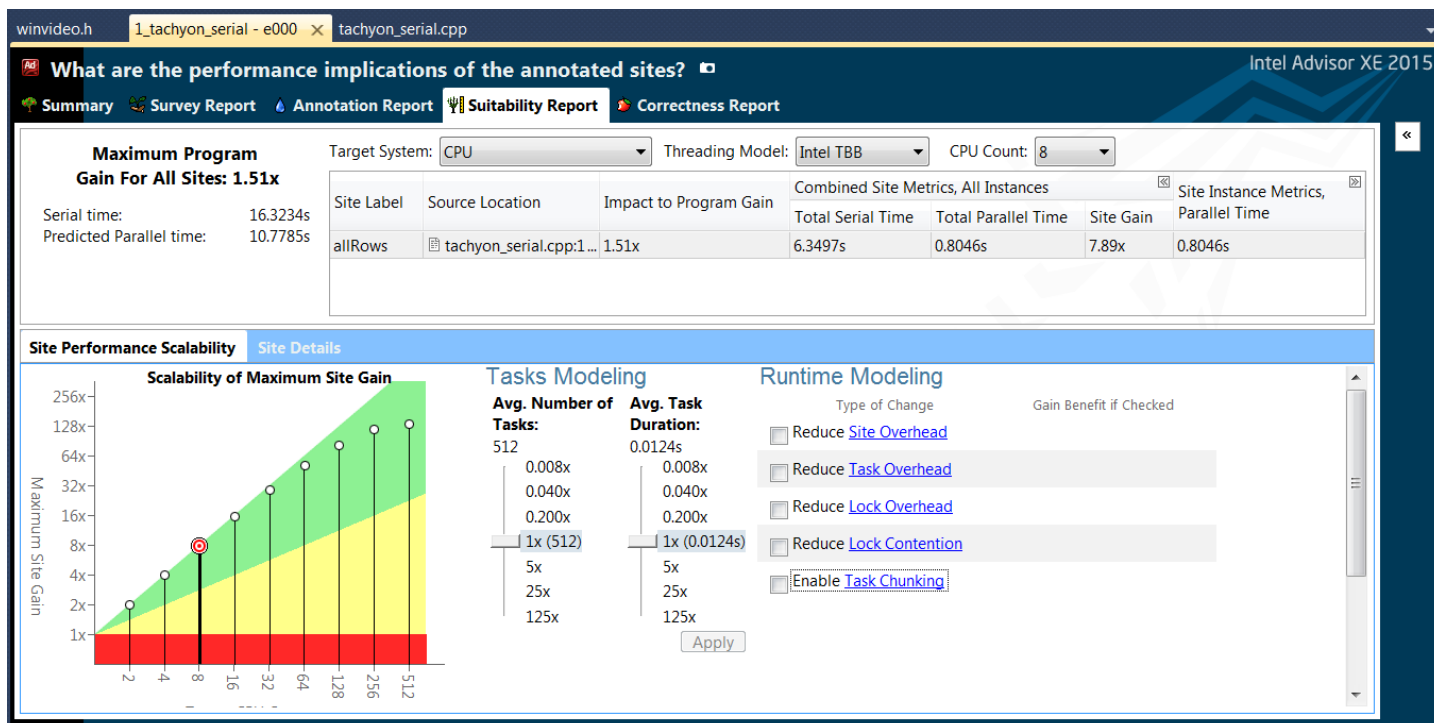 winvideo.h 1_tachyon_serial - e000 × tachyon_serial.cpp
What are the performance implications of the annotated sites?
Intel Advisor XE 2015
Summary Survey Report Annotation Report Suitability Report Correctness Report
Maximum Program
Gain For All Sites: 1.51x
Serial time: 16.3234s
Predicted Parallel time: 10.7785s
Target System: CPU Threading Model: Intel TBB CPU Count: 8
Site Label Source Location Impact to Program Gain Combined Site Metrics, All Instances Site Instance Metrics,
Total Serial Time Total Parallel Time Site Gain Parallel Time
allRows tachyon_serial.cpp:1... 1.51x 6.3497s 0.8046s 7.89x 0.8046s
Site Performance Scalability Site Details
Scalability of Maximum Site Gain
Maximum Site Gain
256x
128x
64x
32x
16x
8x
4x
2x
1x
2 4 8 16 32 64 128 256 512
Tasks Modeling
Avg. Number of Tasks:
512
0.008x
0.040x
0.200x
1x (512)
5x
25x
125x
Avg. Task Duration:
0.0124s
0.008x
0.040x
0.200x
1x (0.0124s)
5x
25x
125x
Apply
Runtime Modeling
Type of Change Gain Benefit if Checked
Reduce Site Overhead
Reduce Task Overhead
Reduce Lock Overhead
Reduce Lock Contention
Enable Task Chunking